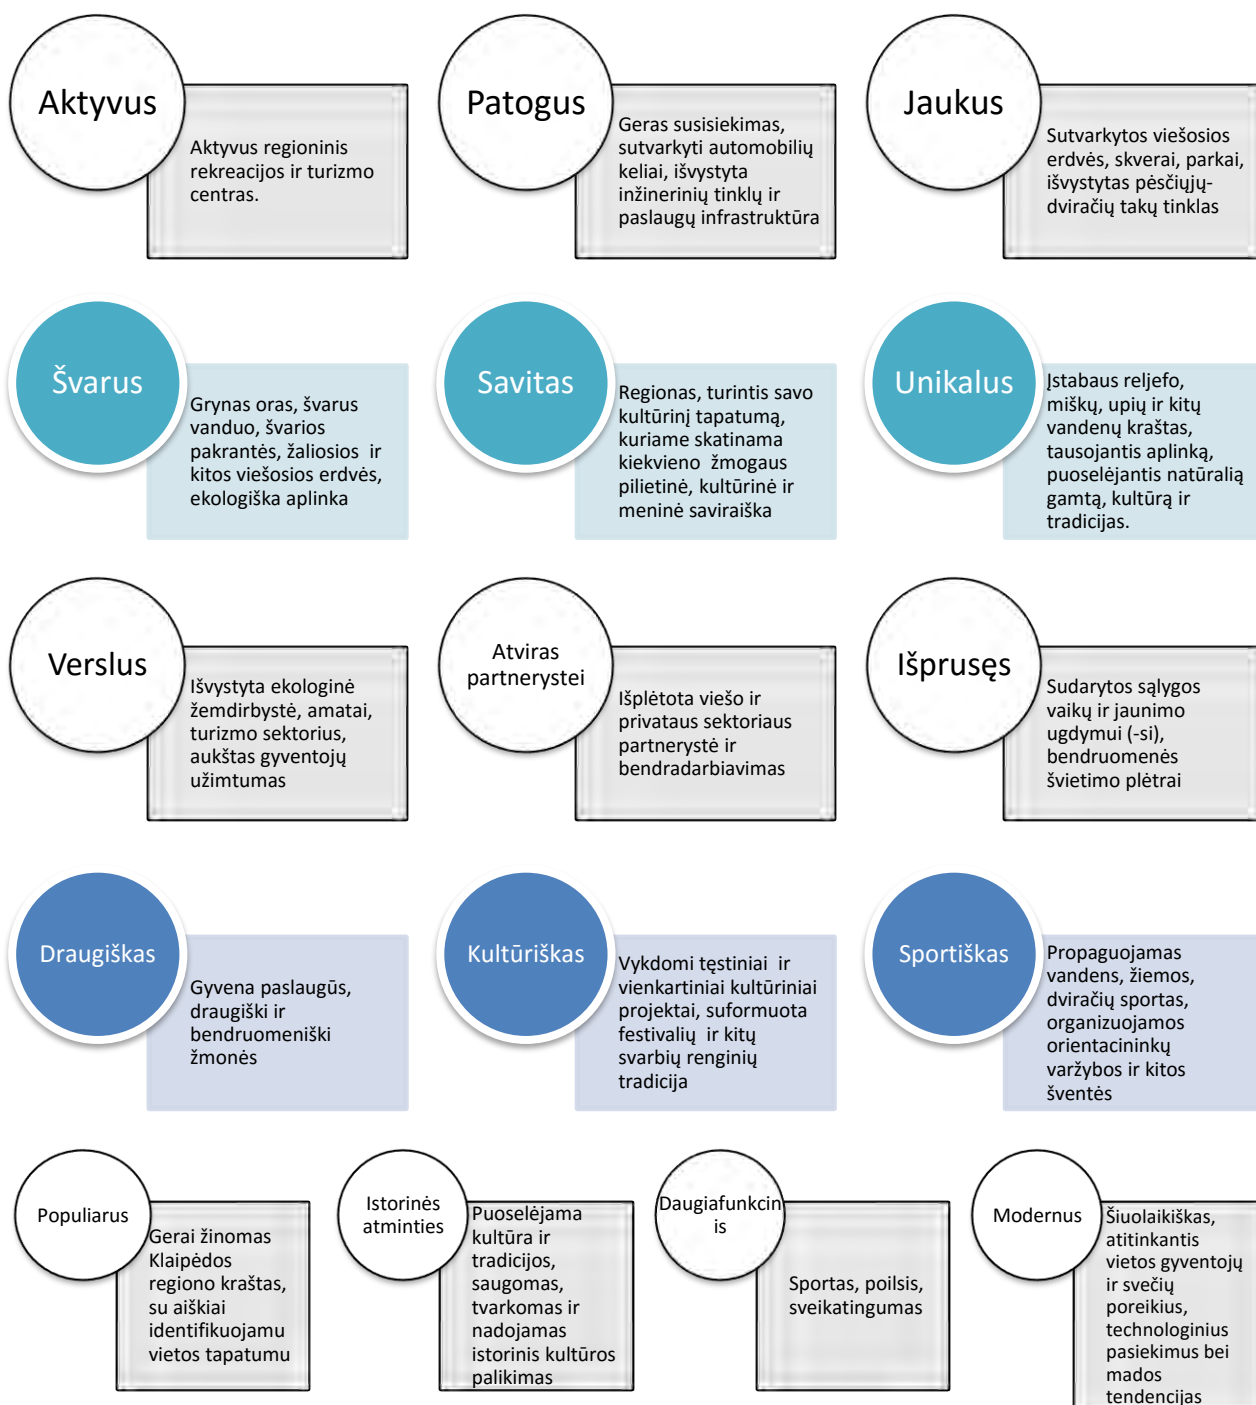 Aktyvus
Aktyvus regioninis
rekreacijos ir turizmo
centras.
Patogus
Geras susisiekimas,
sutvarkyti automobilių
keliai, išvystyta
inžinerinių tinklų ir
paslaugų infrastruktūra
Jaukus
Sutvarkytos viešosios
erdvės, skverai, parkai,
išvystytas pėsčiųjų-
dviračių takų tinklas
Švarus
Grynas oras, švarus
vanduo, švarios
pakrantės, žaliosios ir
kitos viešosios erdvės,
ekologiška aplinka
Savitas
Regionas, turintis savo
kultūrinį tapatumą,
kuriame skatinama
kiekvieno žmogaus
pilietinė, kultūrinė ir
meninė saviraiška
Unikalus
Įstabaus reljefo,
miškų, upių ir kitų
vandenų kraštas,
tausojantis aplinką,
puoselėjantis natūralią
gamtą, kultūrą ir
tradicijas.
Verslus
Išvystyta ekologinė
žemdirbystė, amatai,
turizmo sektorius,
aukštas gyventojų
užimtumas
Atviras
partnerystei
Išplėtota viešo ir
privataus sektoriaus
partnerystė ir
bendradarbiavimas
Išprusęs
Sudarytos sąlygos
vaikų ir jaunimo
ugdymui (-si),
bendruomenės
švietimo plėtrai
Draugiškas
Gyvena paslaugūs,
draugiški ir
bendruomeniški
žmonės
Kultūriškas
Vykdomi tęstiniai ir
vienkartiniai kultūriniai
projektai, suformuota
festivalių ir kitų
svarbių renginių
tradicija
Sportiškas
Propaguojamas
vandens, žiemos,
dviračių sportas,
organizuojamos
orientacininkų
varžybos ir kitos
šventės
Populiarus
Gerai žinomas
Klaipėdos
regiono kraštas,
su aiškiai
identifikuojamu
vietos tapatumu
Istorinės
atminties
Puoselėjama
kultūra ir
tradicijos,
saugomas,
tvarkomas ir
nadojamas
istorinis kultūros
palikimas
Daugiafunkcin
is
Sportas, poilsis,
sveikatingumas
Modernus
Šiuolaikiškas,
atitinkantis
vietos gyventojų
ir svečių
poreikius,
technologinius
pasiekimus bei
mados
tendencijas